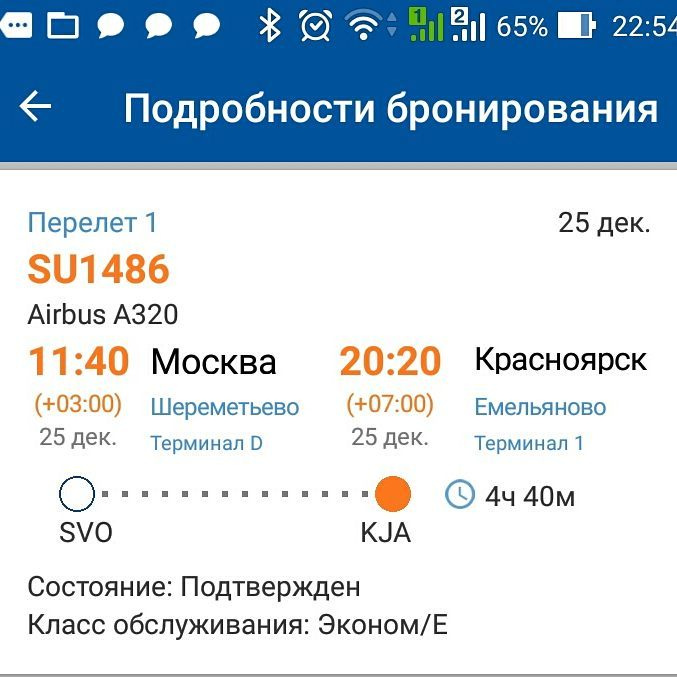 1 2 65% 22:54
Подробности бронирования
Перелет 1 25 дек.
SU1486
Airbus A320
11:40 Москва 20:20 Красноярск
(+03:00) Шереметьево (+07:00) Емельяново
25 дек. Терминал D 25 дек. Терминал 1
4ч 40м
SVO KJA
Состояние: Подтвержден
Класс обслуживания: Эконом/E